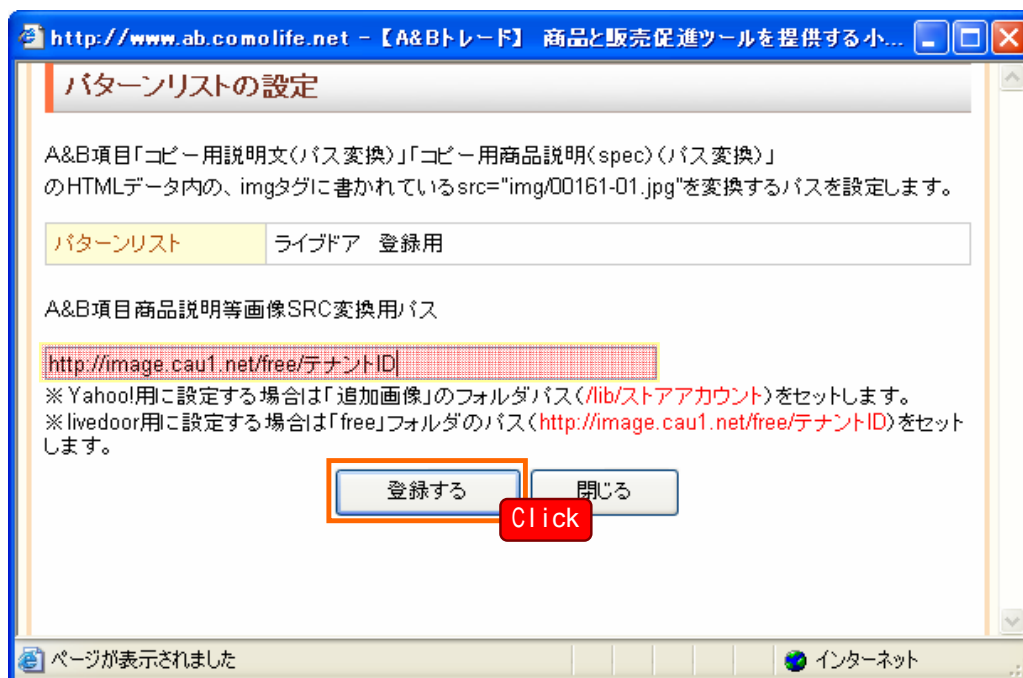 http://www.ab.comolife.net - 【A&Bトレード】 商品と販売促進ツールを提供する小...
パターンリストの設定
A&B項目「コピー用説明文(パス変換)」「コピー用商品説明(spec)(パス変換)」
のHTMLデータ内の、imgタグに書かれているsrc="img/00161-01.jpg"を変換するパスを設定します。
パターンリスト ライブドア 登録用
A&B項目商品説明等画像SRC変換用パス
http://image.cau1.net/free/テナントID
※Yahoo!用に設定する場合は「追加画像」のフォルダパス(/lib/ストアアカウント)をセットします。
※livedoor用に設定する場合は「free」フォルダのパス(http://image.cau1.net/free/テナントID)をセット
します。
登録する 閉じる
Click
ページが表示されました インターネット